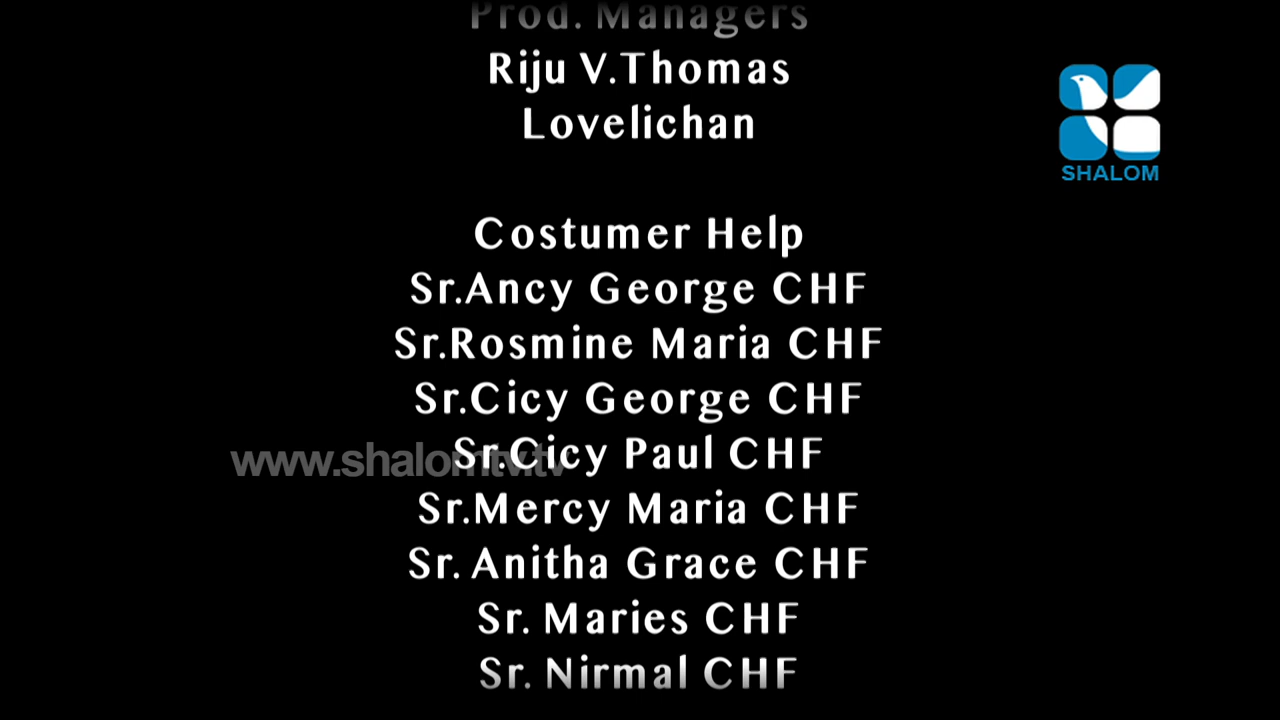 Prod. Managers
Riju V.Thomas
Lovelichan
SHALOM
Costumer Help
Sr.Ancy George CHF
Sr.Rosmine Maria CHF
Sr.Cicy George CHF
www.shalomtv.tv
Sr.Cicy Paul CHF
Sr.Mercy Maria CHF
Sr. Anitha Grace CHF
Sr. Maries CHF
Sr. Nirmal CHF